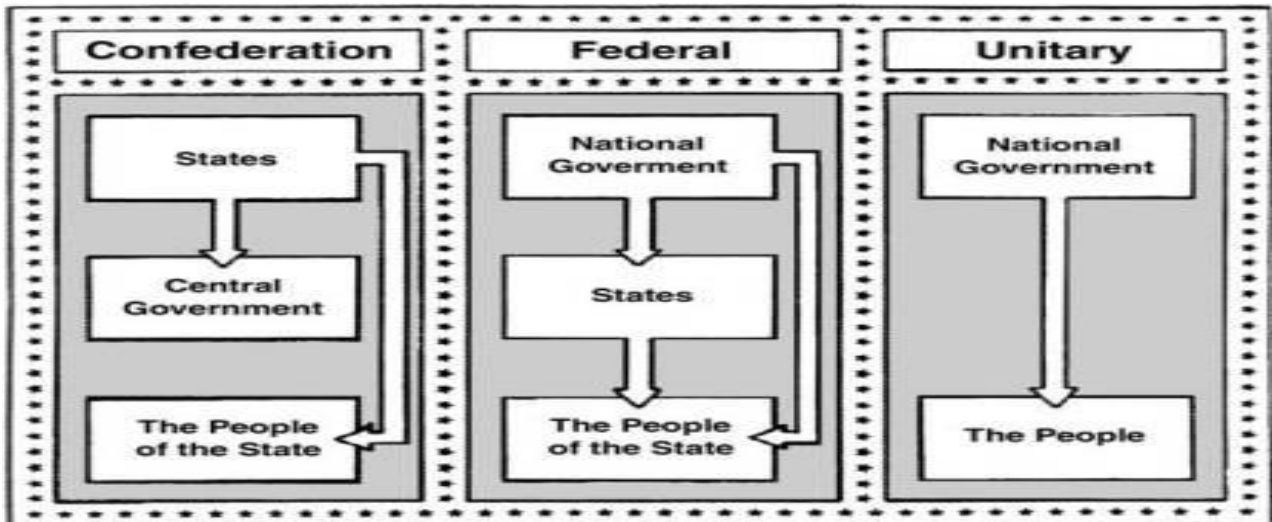 Confederation
States
Central
Government
The People
of the State
Federal
National
Goverment
States
The People
of the State
Unitary
National
Government
The People